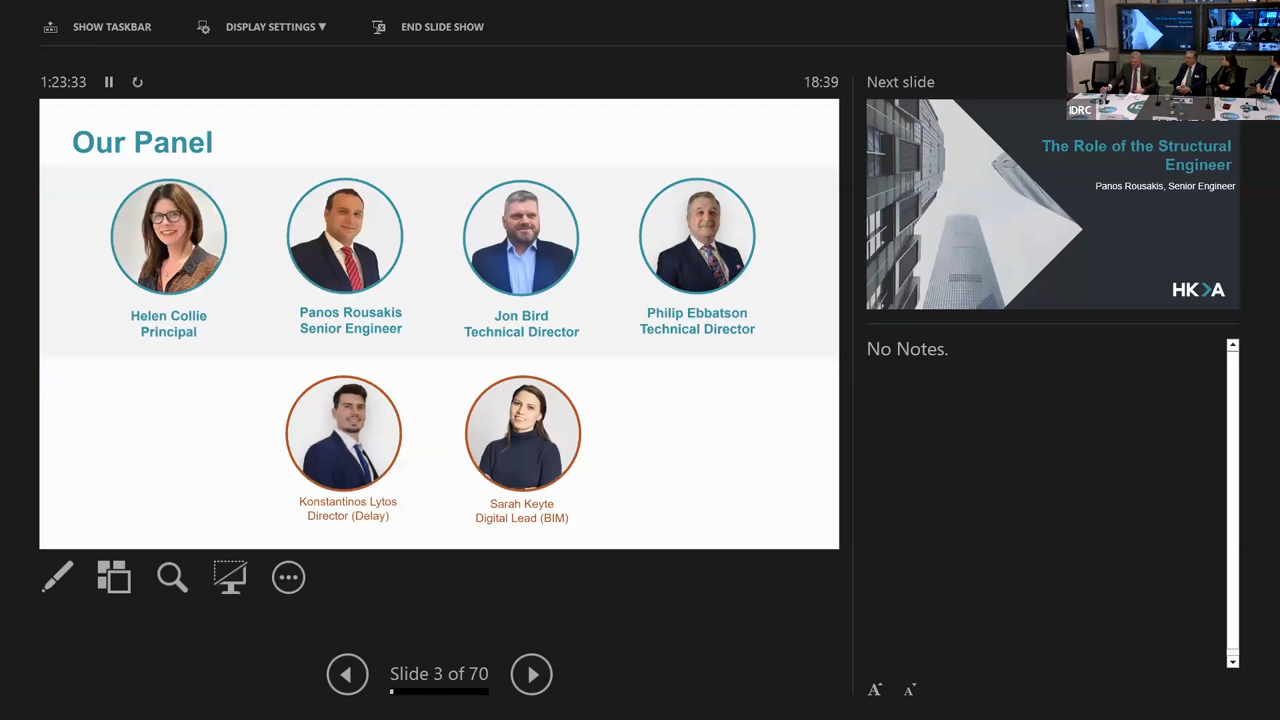 SHOW TASKBAR
DISPLAY SETTINGS ▼
END SLIDE SHOW
1:23:33
18:39
Next slide
IDRC
Our Panel
Helen Collie
Principal
Panos Rousakis
Senior Engineer
Jon Bird
Technical Director
Philip Ebbatson
Technical Director
Konstantinos Lytos
Director (Delay)
Sarah Keyte
Digital Lead (BIM)
The Role of the Structural
Engineer
Panos Rousakis, Senior Engineer
HKA
No Notes.
Slide 3 of 70
A A